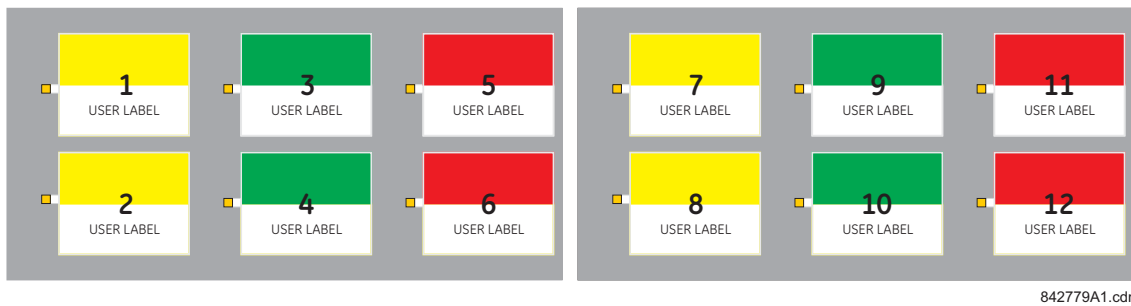 1 3 5 7 9 11
USER LABEL USER LABEL USER LABEL USER LABEL USER LABEL USER LABEL
2 4 6 8 10 12
USER LABEL USER LABEL USER LABEL USER LABEL USER LABEL USER LABEL
842779A1.cdr